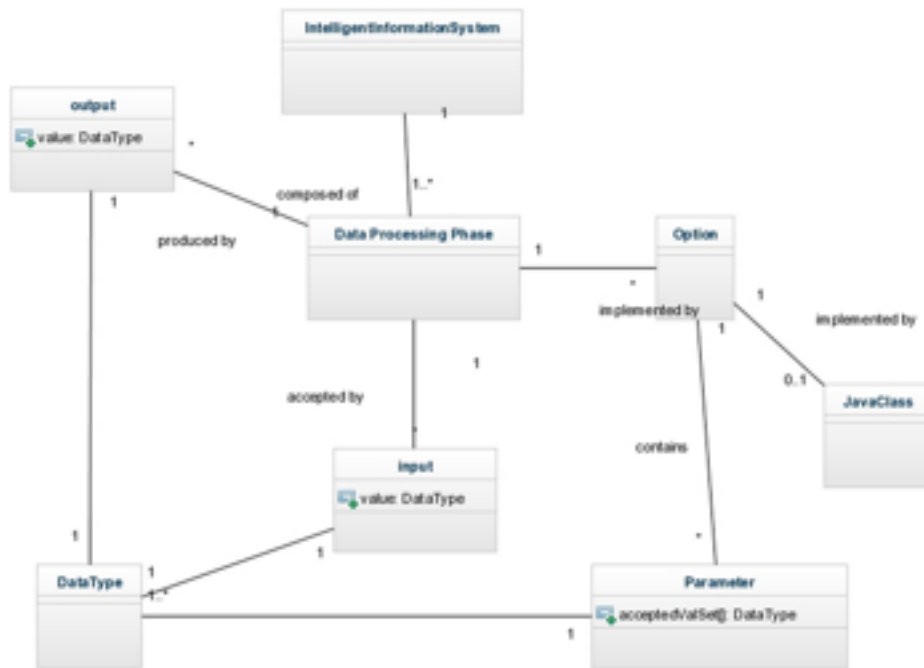 IntelligentInformationSystem
1
output
value: DataType
*
1
1..*
composed of
1
produced by
Data Processing Phase
1
*
Option
implemented by
1
1
implemented by
0..1
JavaClass
1
accepted by
*
contains
input
value: DataType
1
*
1
1
1..*
DataType
Parameter
acceptedValSet[]: DataType
1